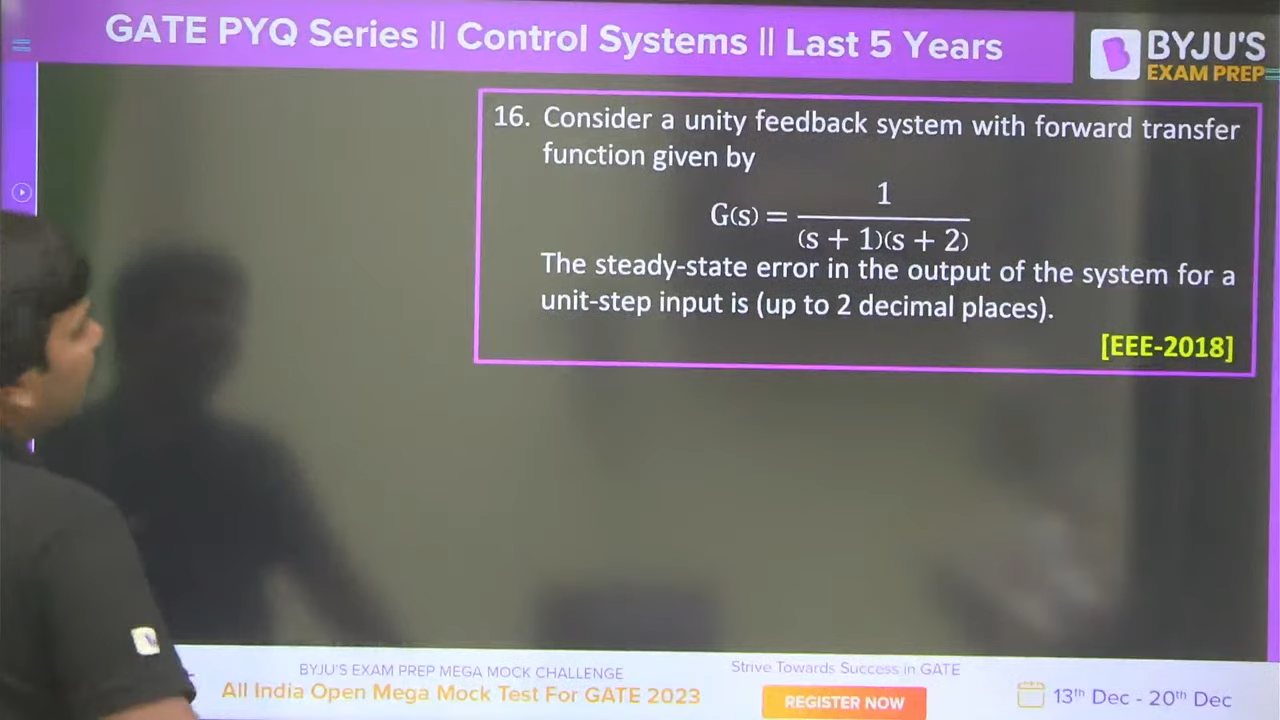 GATE PYQ Series || Control Systems || Last 5 Years
BYJU'S
EXAM PREP
16. Consider a unity feedback system with forward transfer
function given by
G(s) = 1 / (s + 1)(s + 2)
The steady-state error in the output of the system for a
unit-step input is (up to 2 decimal places).
[EEE-2018]
BYJU'S EXAM PREP MEGA MOCK CHALLENGE
All India Open Mega Mock Test For GATE 2023
Strive Towards Success in GATE
REGISTER NOW
13th Dec - 20th Dec